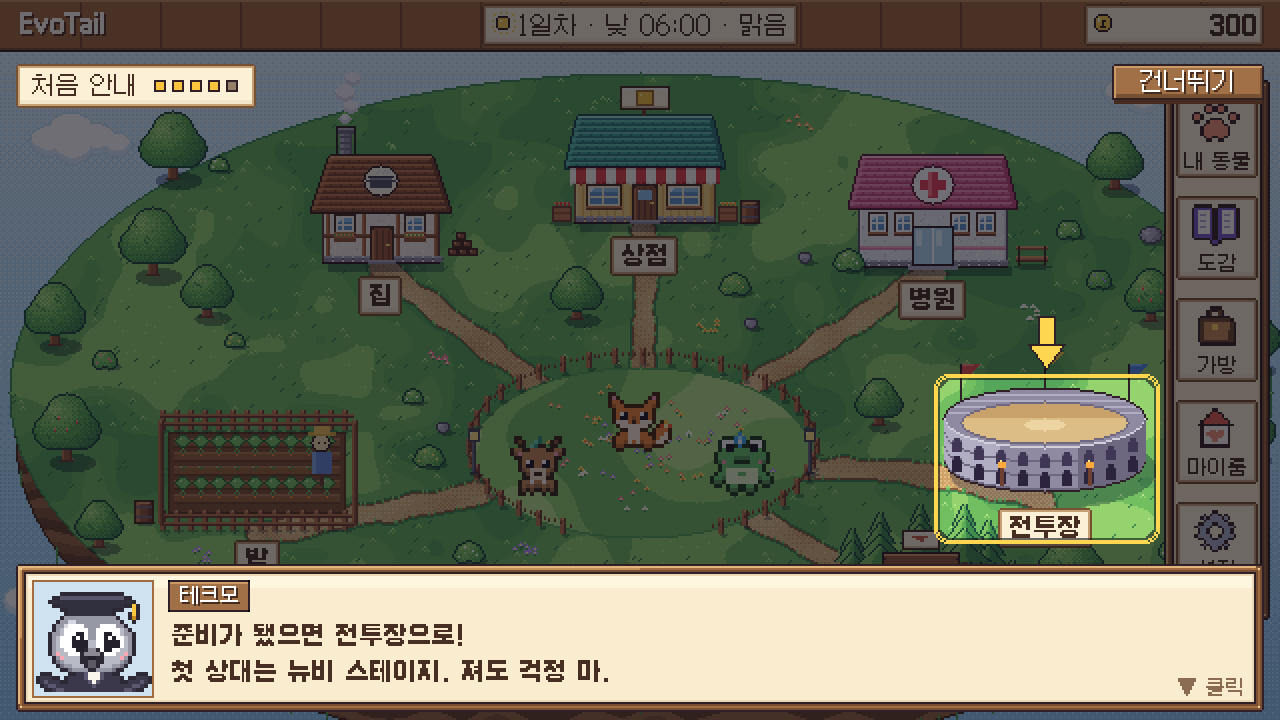 EvoTail
1일차 · 낮 06:00 · 맑음
300
처음 안내
건너뛰기
내 동물
도감
가방
마이룸
상점
집
병원
전투장
밭
테크모
준비가 됐으면 전투장으로!
첫 상대는 뉴비 스테이지. 져도 걱정 마.
▼ 클릭